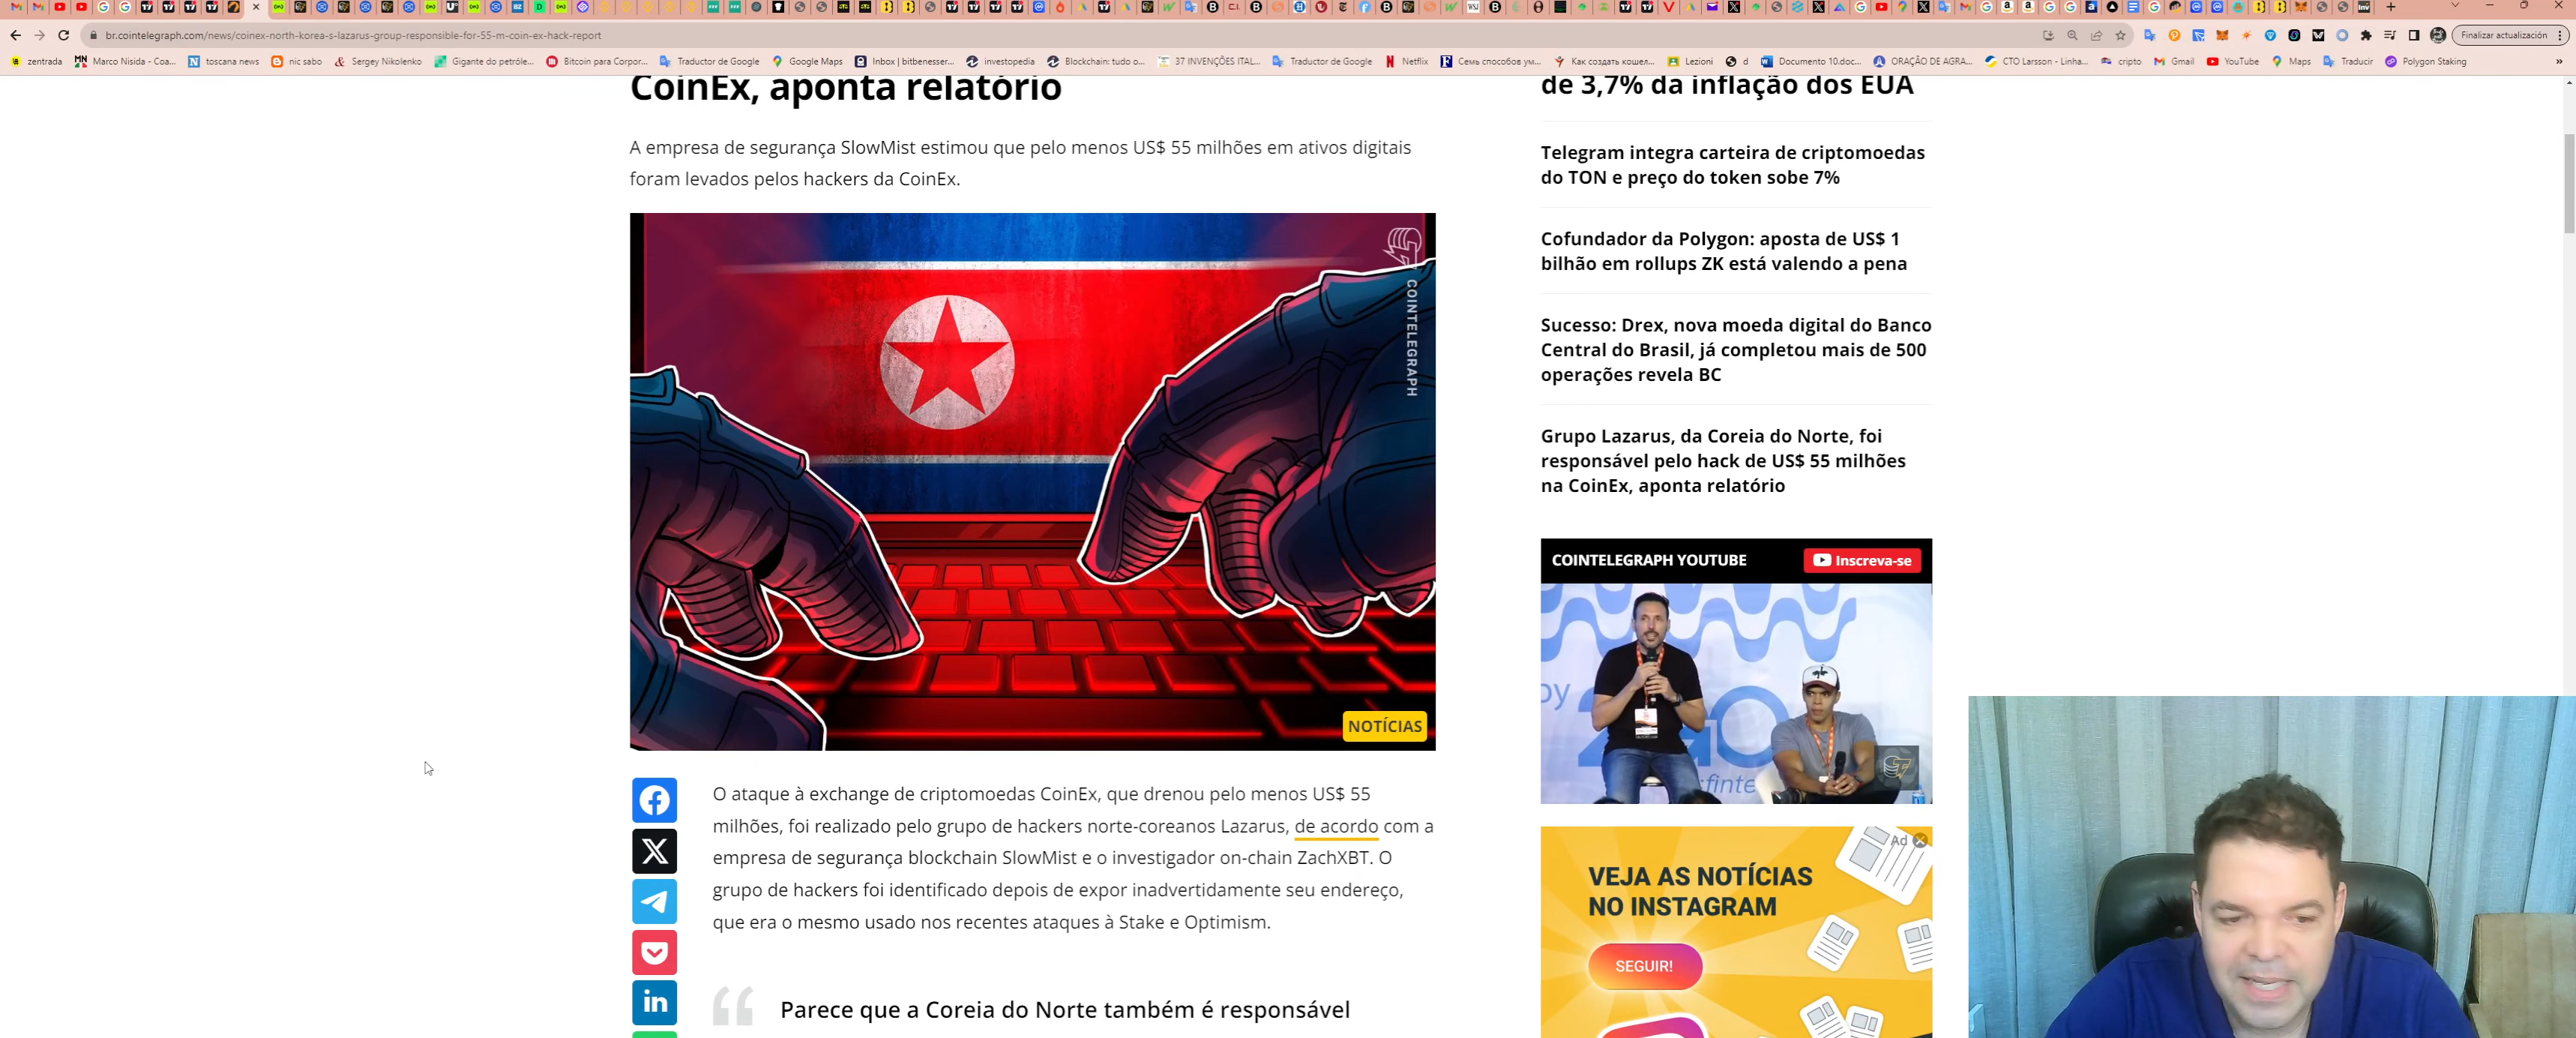 br.cointelegraph.com/news/coinex-north-korea-s-lazarus-group-responsible-for-55-m-coin-ex-hack-report
Finalizar actualización
zentrada
Marco Nisida - Coa...
toscana news
nic sabo
Sergey Nikolenko
Gigante do petróle...
Bitcoin para Corpor...
Traductor de Google
Google Maps
Inbox | bitbenesser...
investopedia
Blockchain: tudo o...
37 INVENÇÕES ITAL...
Traductor de Google
Netflix
Семь способов ум...
Как создать кошел...
Lezioni
d
Documento 10.doc...
ORAÇÃO DE AGRA...
CTO Larsson - Linha...
cripto
Gmail
YouTube
Maps
Traducir
Polygon Staking
»
CoinEx, aponta relatório
A empresa de segurança SlowMist estimou que pelo menos US$ 55 milhões em ativos digitais
foram levados pelos hackers da CoinEx.
COINTELEGRAPH
NOTÍCIAS
O ataque à exchange de criptomoedas CoinEx, que drenou pelo menos US$ 55
milhões, foi realizado pelo grupo de hackers norte-coreanos Lazarus, de acordo com a
empresa de segurança blockchain SlowMist e o investigador on-chain ZachXBT. O
grupo de hackers foi identificado depois de expor inadvertidamente seu endereço,
que era o mesmo usado nos recentes ataques à Stake e Optimism.
Parece que a Coreia do Norte também é responsável
de 3,7% da inflação dos EUA
Telegram integra carteira de criptomoedas
do TON e preço do token sobe 7%
Cofundador da Polygon: aposta de US$ 1
bilhão em rollups ZK está valendo a pena
Sucesso: Drex, nova moeda digital do Banco
Central do Brasil, já completou mais de 500
operações revela BC
Grupo Lazarus, da Coreia do Norte, foi
responsável pelo hack de US$ 55 milhões
na CoinEx, aponta relatório
COINTELEGRAPH YOUTUBE
Inscreva-se
by
:finte
Ad
VEJA AS NOTÍCIAS
NO INSTAGRAM
SEGUIR!